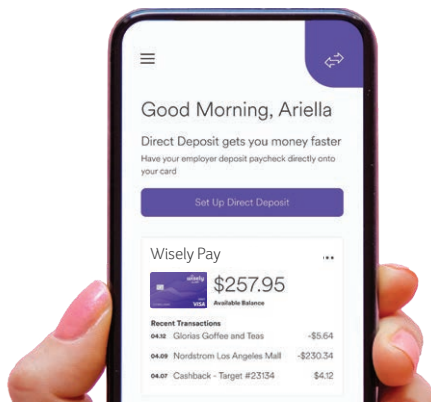 Good Morning, Ariella
Direct Deposit gets you money faster
Have your employer deposit paycheck directly onto
your card
Set Up Direct Deposit
Wisely Pay
wisely
VISA
$257.95
Available Balance
Recent Transactions
04.12 Glorias Goffee and Teas -$5.64
04.09 Nordstrom Los Angeles Mall -$230.34
04.07 Cashback - Target #23134 $4.12